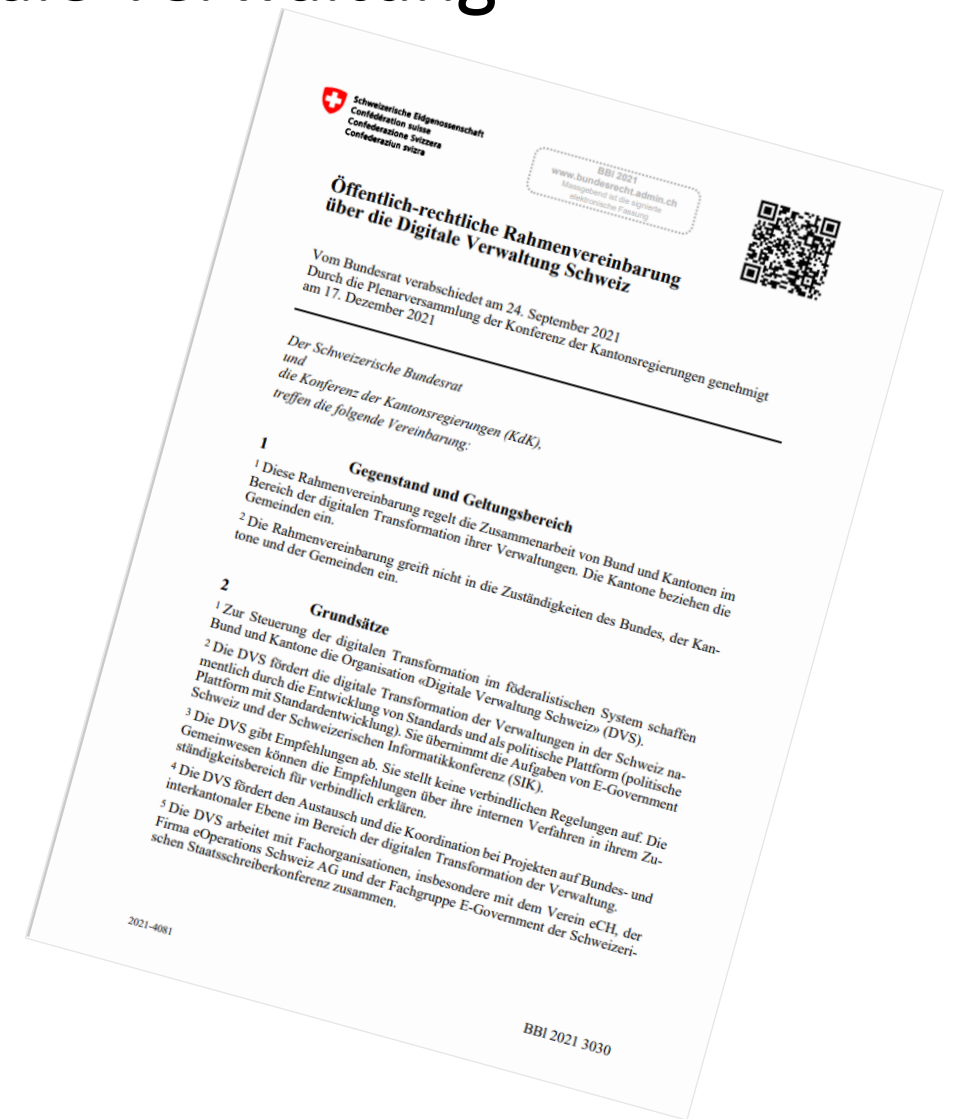 Schweizerische Eidgenossenschaft
Confédération suisse
Confederazione Svizzera
Confederaziun svizra
BBl 2021
www.bundesrecht.admin.ch
Massgebend ist die signierte
elektronische Fassung
Öffentlich-rechtliche Rahmenvereinbarung
über die Digitale Verwaltung Schweiz
Vom Bundesrat verabschiedet am 24. September 2021
Durch die Plenarversammlung der Konferenz der Kantonsregierungen genehmigt
am 17. Dezember 2021
Der Schweizerische Bundesrat
und
die Konferenz der Kantonsregierungen (KdK),
treffen die folgende Vereinbarung:
1 Gegenstand und Geltungsbereich
1 Diese Rahmenvereinbarung regelt die Zusammenarbeit von Bund und Kantonen im
Bereich der digitalen Transformation ihrer Verwaltungen. Die Kantone beziehen die
Gemeinden ein.
2 Die Rahmenvereinbarung greift nicht in die Zuständigkeiten des Bundes, der Kan-
tone und der Gemeinden ein.
2 Grundsätze
1 Zur Steuerung der digitalen Transformation im föderalistischen System schaffen
Bund und Kantone die Organisation «Digitale Verwaltung Schweiz» (DVS).
2 Die DVS fördert die digitale Transformation der Verwaltungen in der Schweiz na-
mentlich durch die Entwicklung von Standards und als politische Plattform (politische
Plattform mit Standardentwicklung). Sie übernimmt die Aufgaben von E-Government
Schweiz und der Schweizerischen Informatikkonferenz (SIK).
3 Die DVS gibt Empfehlungen ab. Sie stellt keine verbindlichen Regelungen auf. Die
Gemeinwesen können die Empfehlungen über ihre internen Verfahren in ihrem Zu-
ständigkeitsbereich für verbindlich erklären.
4 Die DVS fördert den Austausch und die Koordination bei Projekten auf Bundes- und
interkantonaler Ebene im Bereich der digitalen Transformation der Verwaltung.
5 Die DVS arbeitet mit Fachorganisationen, insbesondere mit dem Verein eCH, der
Firma eOperations Schweiz AG und der Fachgruppe E-Government der Schweizeri-
schen Staatsschreiberkonferenz zusammen.
2021-4081
BBl 2021 3030